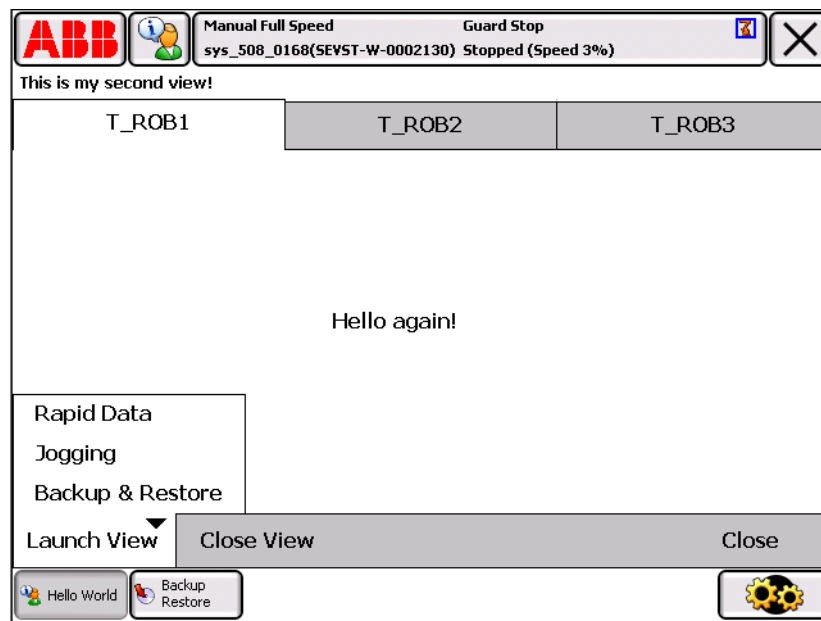 ABB
Manual Full Speed
Guard Stop
sys_508_0168(SEVST-W-0002130) Stopped (Speed 3%)
This is my second view!
T_ROB1
T_ROB2
T_ROB3
Hello again!
Rapid Data
Jogging
Backup & Restore
Launch View
Close View
Close
Hello World
Backup
Restore